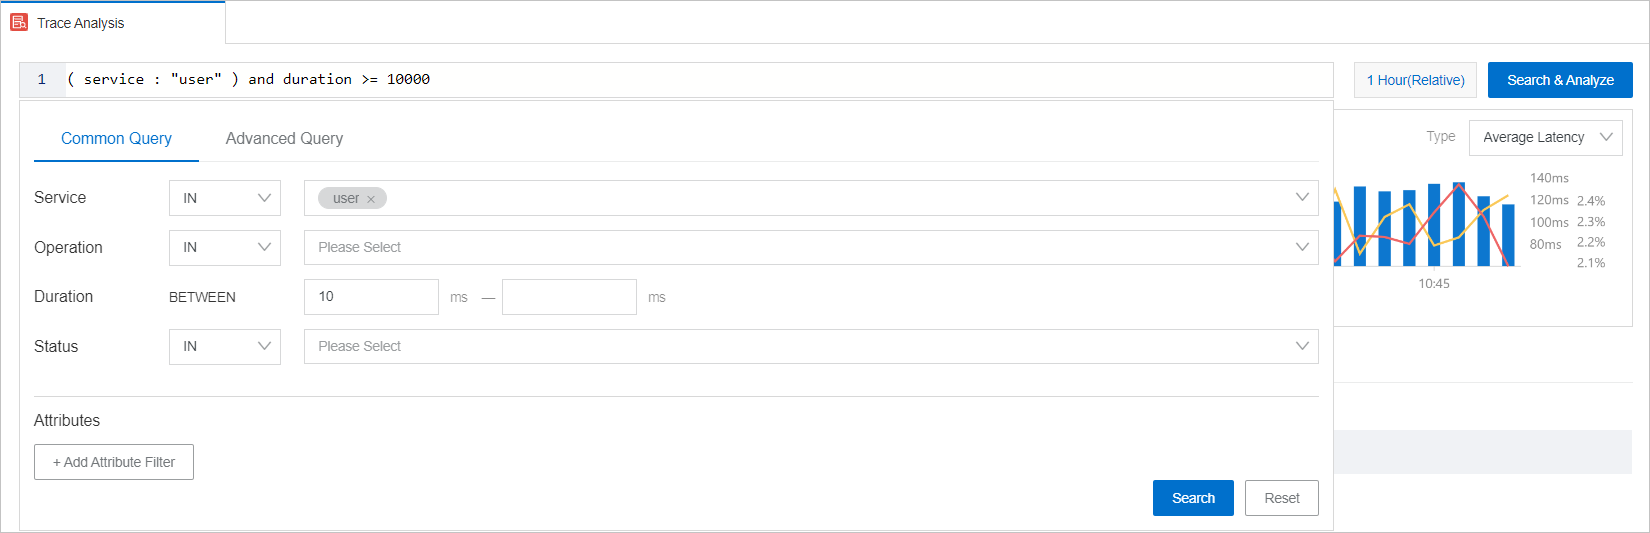 Trace Analysis
1 ( service : "user" ) and duration >= 10000
1 Hour(Relative)
Search & Analyze
Common Query
Advanced Query
Type
Average Latency
Service
IN
user ×
Operation
IN
Please Select
Duration
BETWEEN
10
ms —
ms
Status
IN
Please Select
140ms
120ms
100ms
80ms
2.4%
2.3%
2.2%
2.1%
10:45
Attributes
+ Add Attribute Filter
Search
Reset